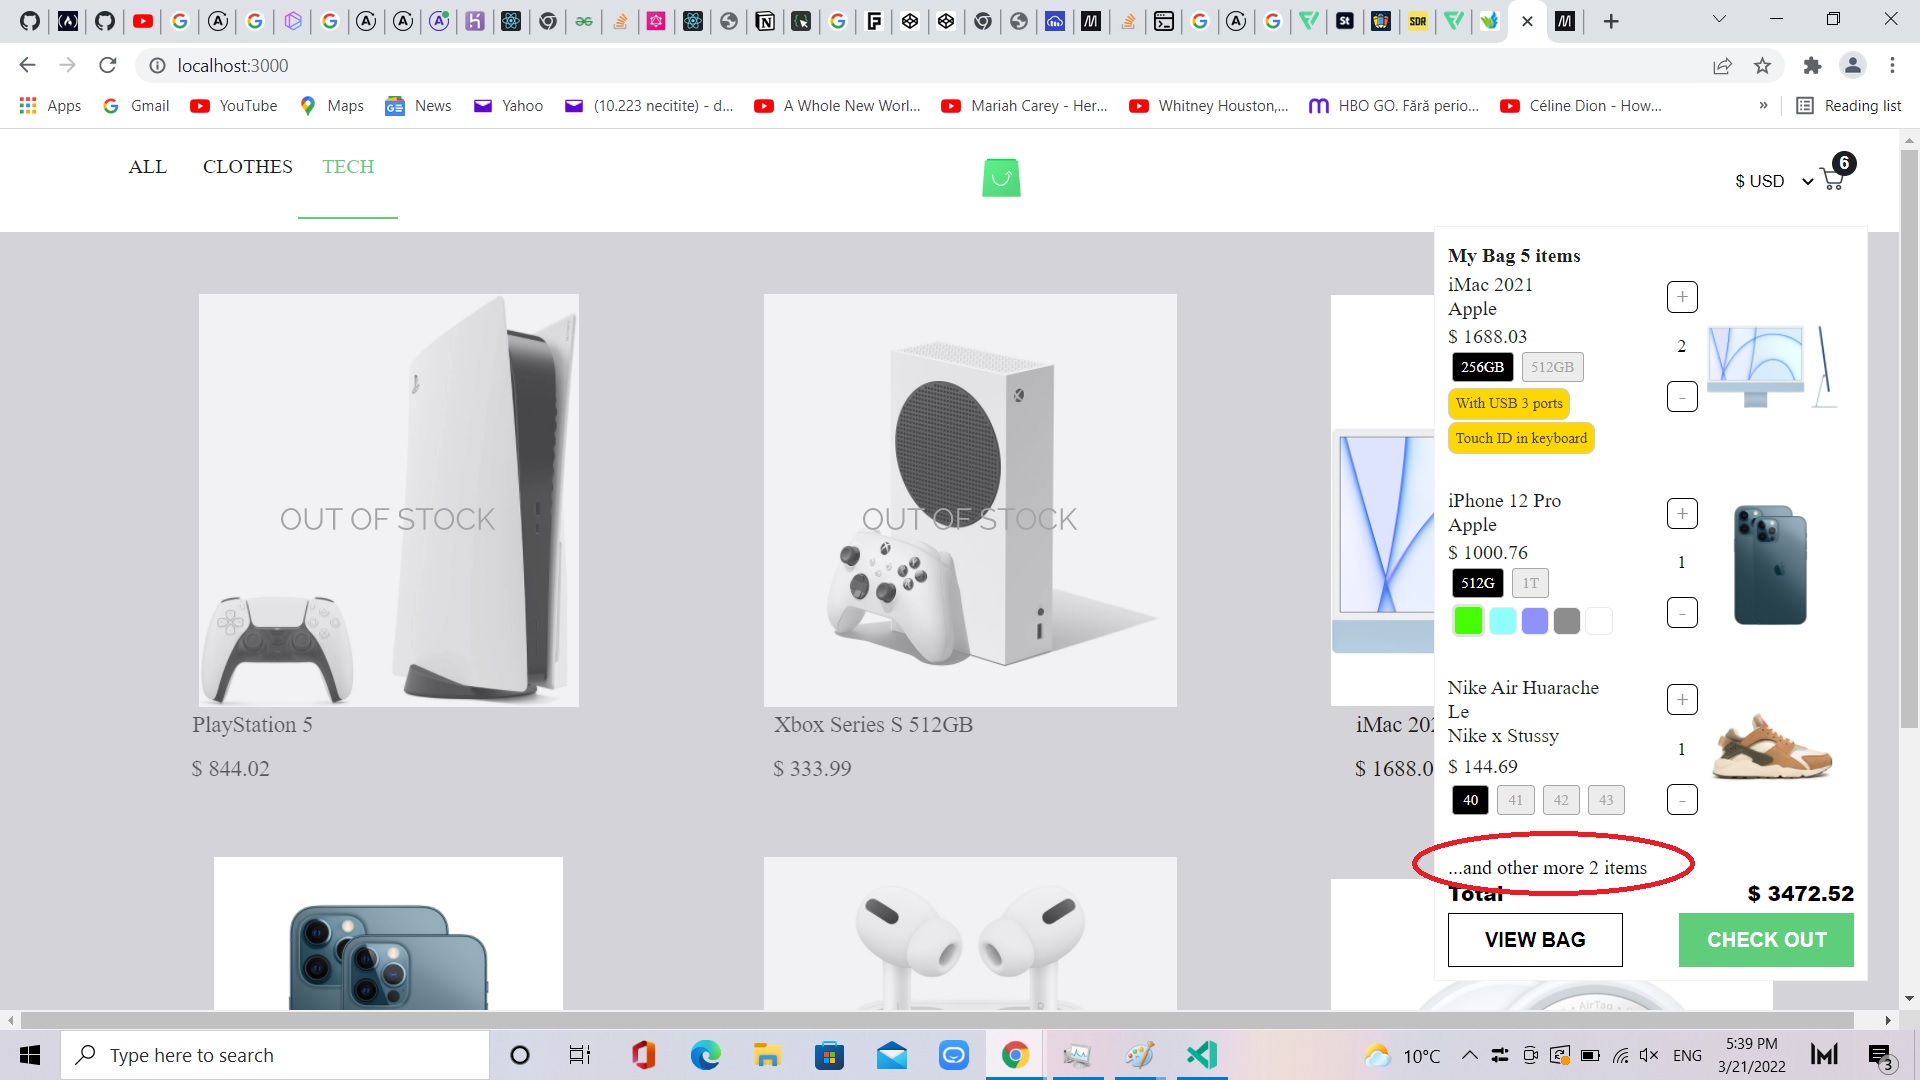 localhost:3000
Apps Gmail YouTube Maps News Yahoo (10.223 necitite) - d... A Whole New Worl... Mariah Carey - Her... Whitney Houston,... HBO GO. Fără perio... Céline Dion - How... » Reading list
ALL CLOTHES TECH
$ USD
6
My Bag 5 items
iMac 2021
Apple
$ 1688.03
256GB 512GB
With USB 3 ports
Touch ID in keyboard
+
2
-
iPhone 12 Pro
Apple
$ 1000.76
512G 1T
+
1
-
Nike Air Huarache
Le
Nike x Stussy
$ 144.69
40 41 42 43
+
1
-
...and other more 2 items
Total $ 3472.52
VIEW BAG CHECK OUT
OUT OF STOCK
PlayStation 5
$ 844.02
OUT OF STOCK
Xbox Series S 512GB
$ 333.99
iMac 202
$ 1688.0
AirTag
Type here to search
10°C
ENG
5:39 PM
3/21/2022
3